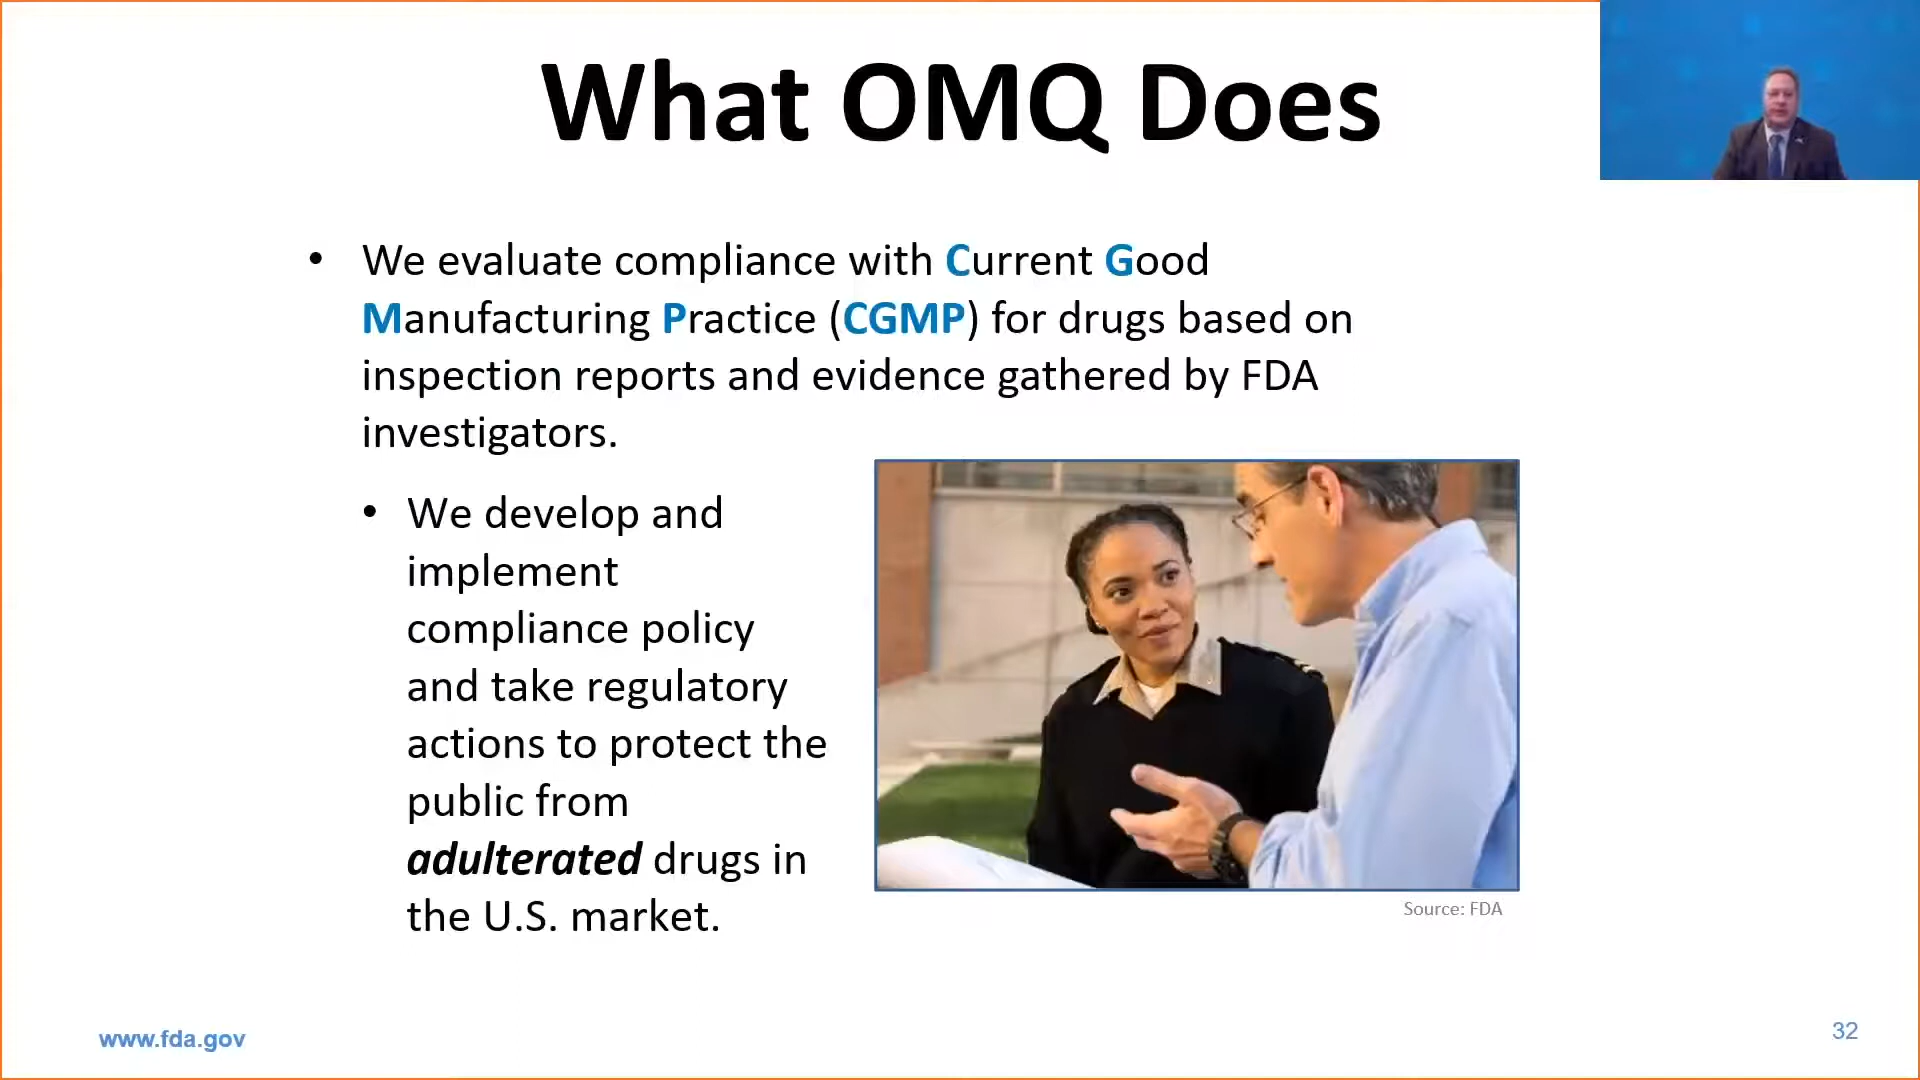 What OMQ Does
• We evaluate compliance with Current Good
Manufacturing Practice (CGMP) for drugs based on
inspection reports and evidence gathered by FDA
investigators.
• We develop and
implement
compliance policy
and take regulatory
actions to protect the
public from
adulterated drugs in
the U.S. market.
Source: FDA
www.fda.gov
32